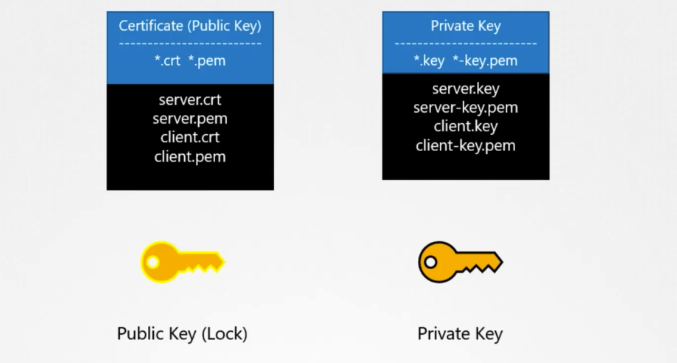 Certificate (Public Key)
----------------------
*.crt *.pem
server.crt
server.pem
client.crt
client.pem
Public Key (Lock)
Private Key
----------------------
*.key *-key.pem
server.key
server-key.pem
client.key
client-key.pem
Private Key